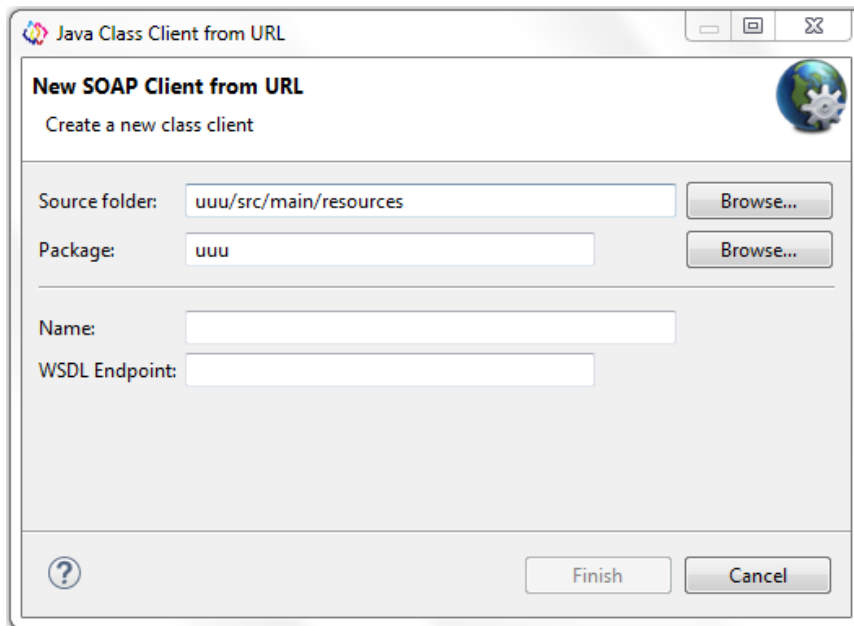 Java Class Client from URL
New SOAP Client from URL
Create a new class client
Source folder: uuu/src/main/resources Browse...
Package: uuu Browse...
Name:
WSDL Endpoint:
? Finish Cancel